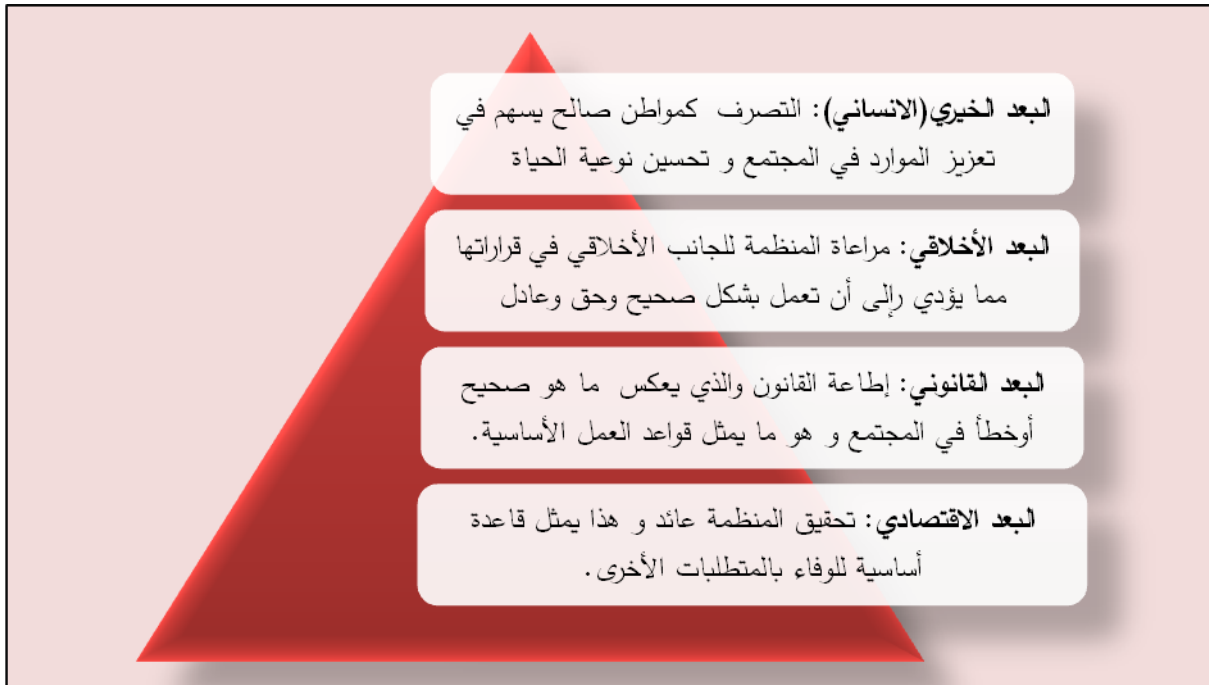 البعد الخيري(الانساني): التصرف كمواطن صالح يسهم في
تعزيز الموارد في المجتمع و تحسين نوعية الحياة
البعد الأخلاقي: مراعاة المنظمة للجانب الأخلاقي في قراراتها
مما يؤدي رإلى أن تعمل بشكل صحيح وحق وعادل
البعد القانوني: إطاعة القانون والذي يعكس ما هو صحيح
أوخطأ في المجتمع و هو ما يمثل قواعد العمل الأساسية.
البعد الاقتصادي: تحقيق المنظمة عائد و هذا يمثل قاعدة
أساسية للوفاء بالمتطلبات الأخرى.